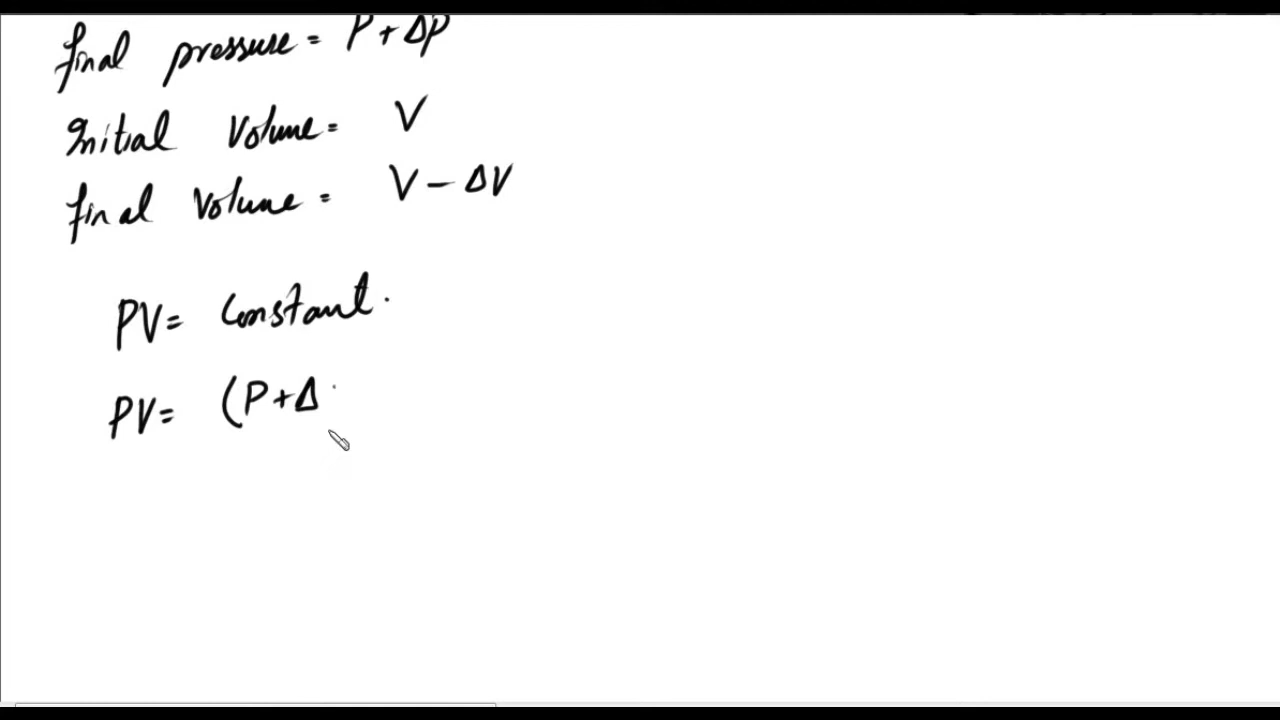 final pressure = P + ΔP
Initial Volume = V
final Volume = V - ΔV
PV = Constant.
PV = (P+Δ